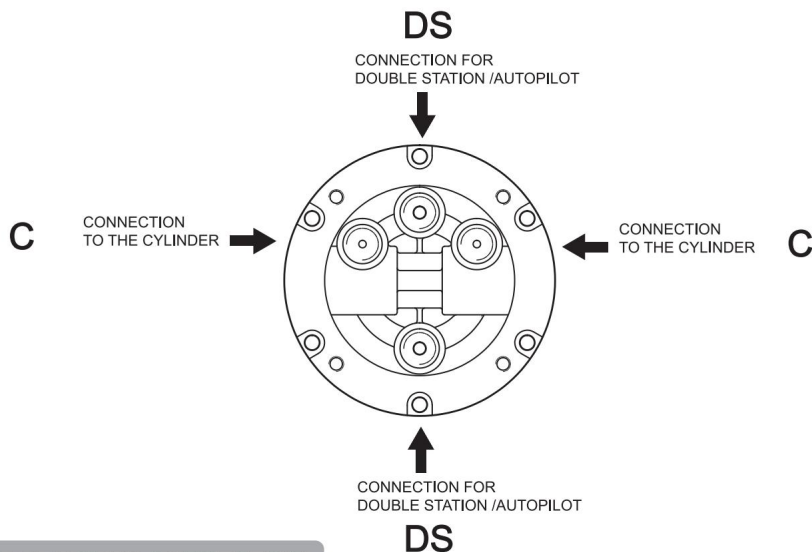 DS
CONNECTION FOR
DOUBLE STATION /AUTOPILOT
C
CONNECTION
TO THE CYLINDER
CONNECTION
TO THE CYLINDER
C
CONNECTION FOR
DOUBLE STATION /AUTOPILOT
DS